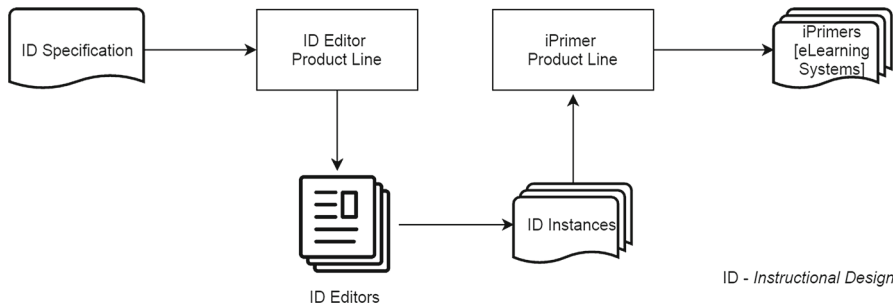 ID Specification
ID Editor
Product Line
iPrimer
Product Line
iPrimers
[eLearning
Systems]
ID Editors
ID Instances
ID - Instructional Design